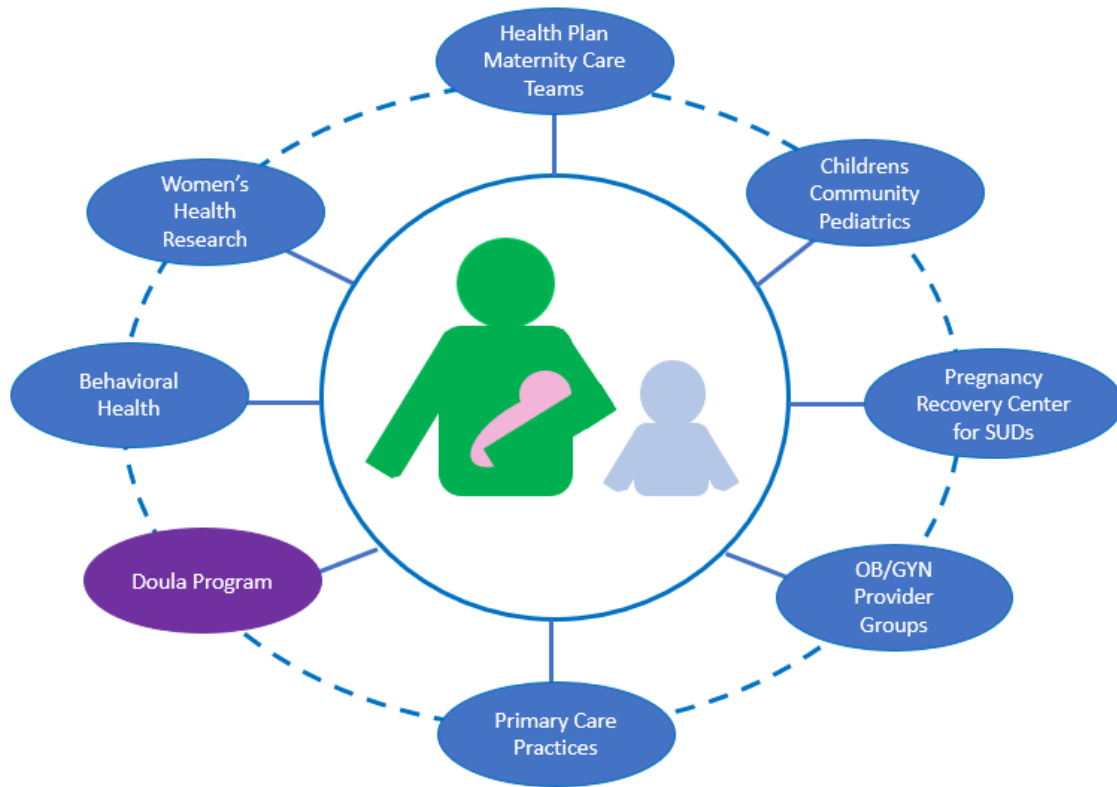 Health Plan
Maternity Care
Teams
Childrens
Community
Pediatrics
Pregnancy
Recovery Center
for SUDs
OB/GYN
Provider
Groups
Primary Care
Practices
Doula Program
Behavioral
Health
Women’s
Health
Research